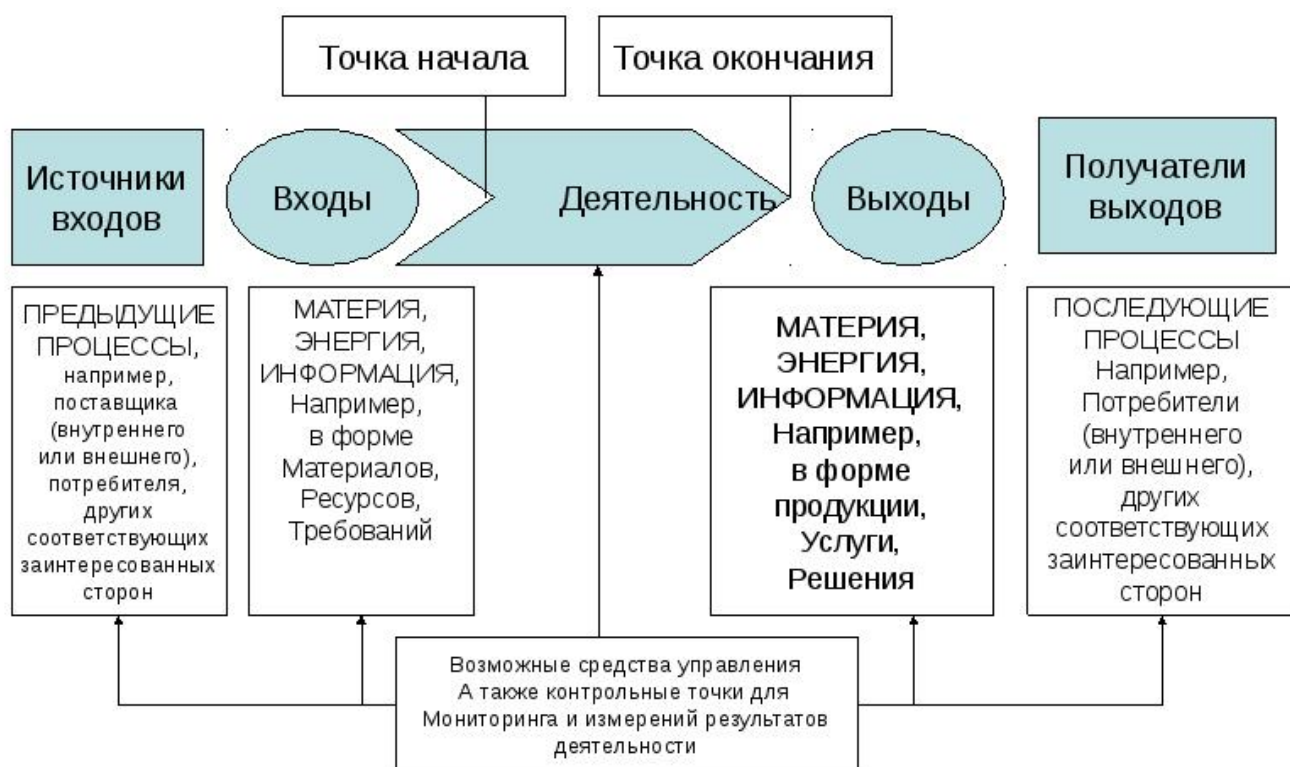 Точка начала
Точка окончания
Источники
входов
Входы
Деятельность
Выходы
Получатели
выходов
ПРЕДЫДУЩИЕ
ПРОЦЕССЫ,
например,
поставщика
(внутреннего
или внешнего),
потребителя,
других
соответствующих
заинтересованных
сторон
МАТЕРИЯ,
ЭНЕРГИЯ,
ИНФОРМАЦИЯ,
Например,
в форме
Материалов,
Ресурсов,
Требований
МАТЕРИЯ,
ЭНЕРГИЯ,
ИНФОРМАЦИЯ,
Например,
в форме
продукции,
Услуги,
Решения
ПОСЛЕДУЮЩИЕ
ПРОЦЕССЫ
Например,
Потребители
(внутреннего
или внешнего),
других
соответствующих
заинтересованных
сторон
Возможные средства управления
А также контрольные точки для
Мониторинга и измерений результатов
деятельности